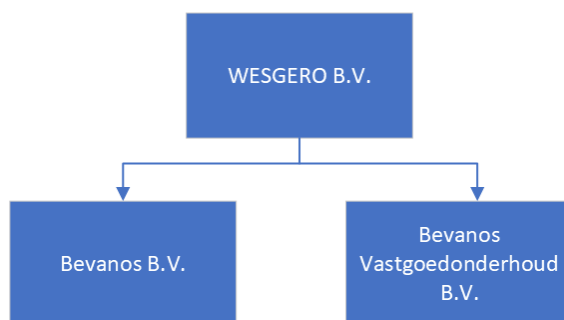 WESGERO B.V.
Bevanos B.V.
Bevanos
Vastgoedonderhoud
B.V.